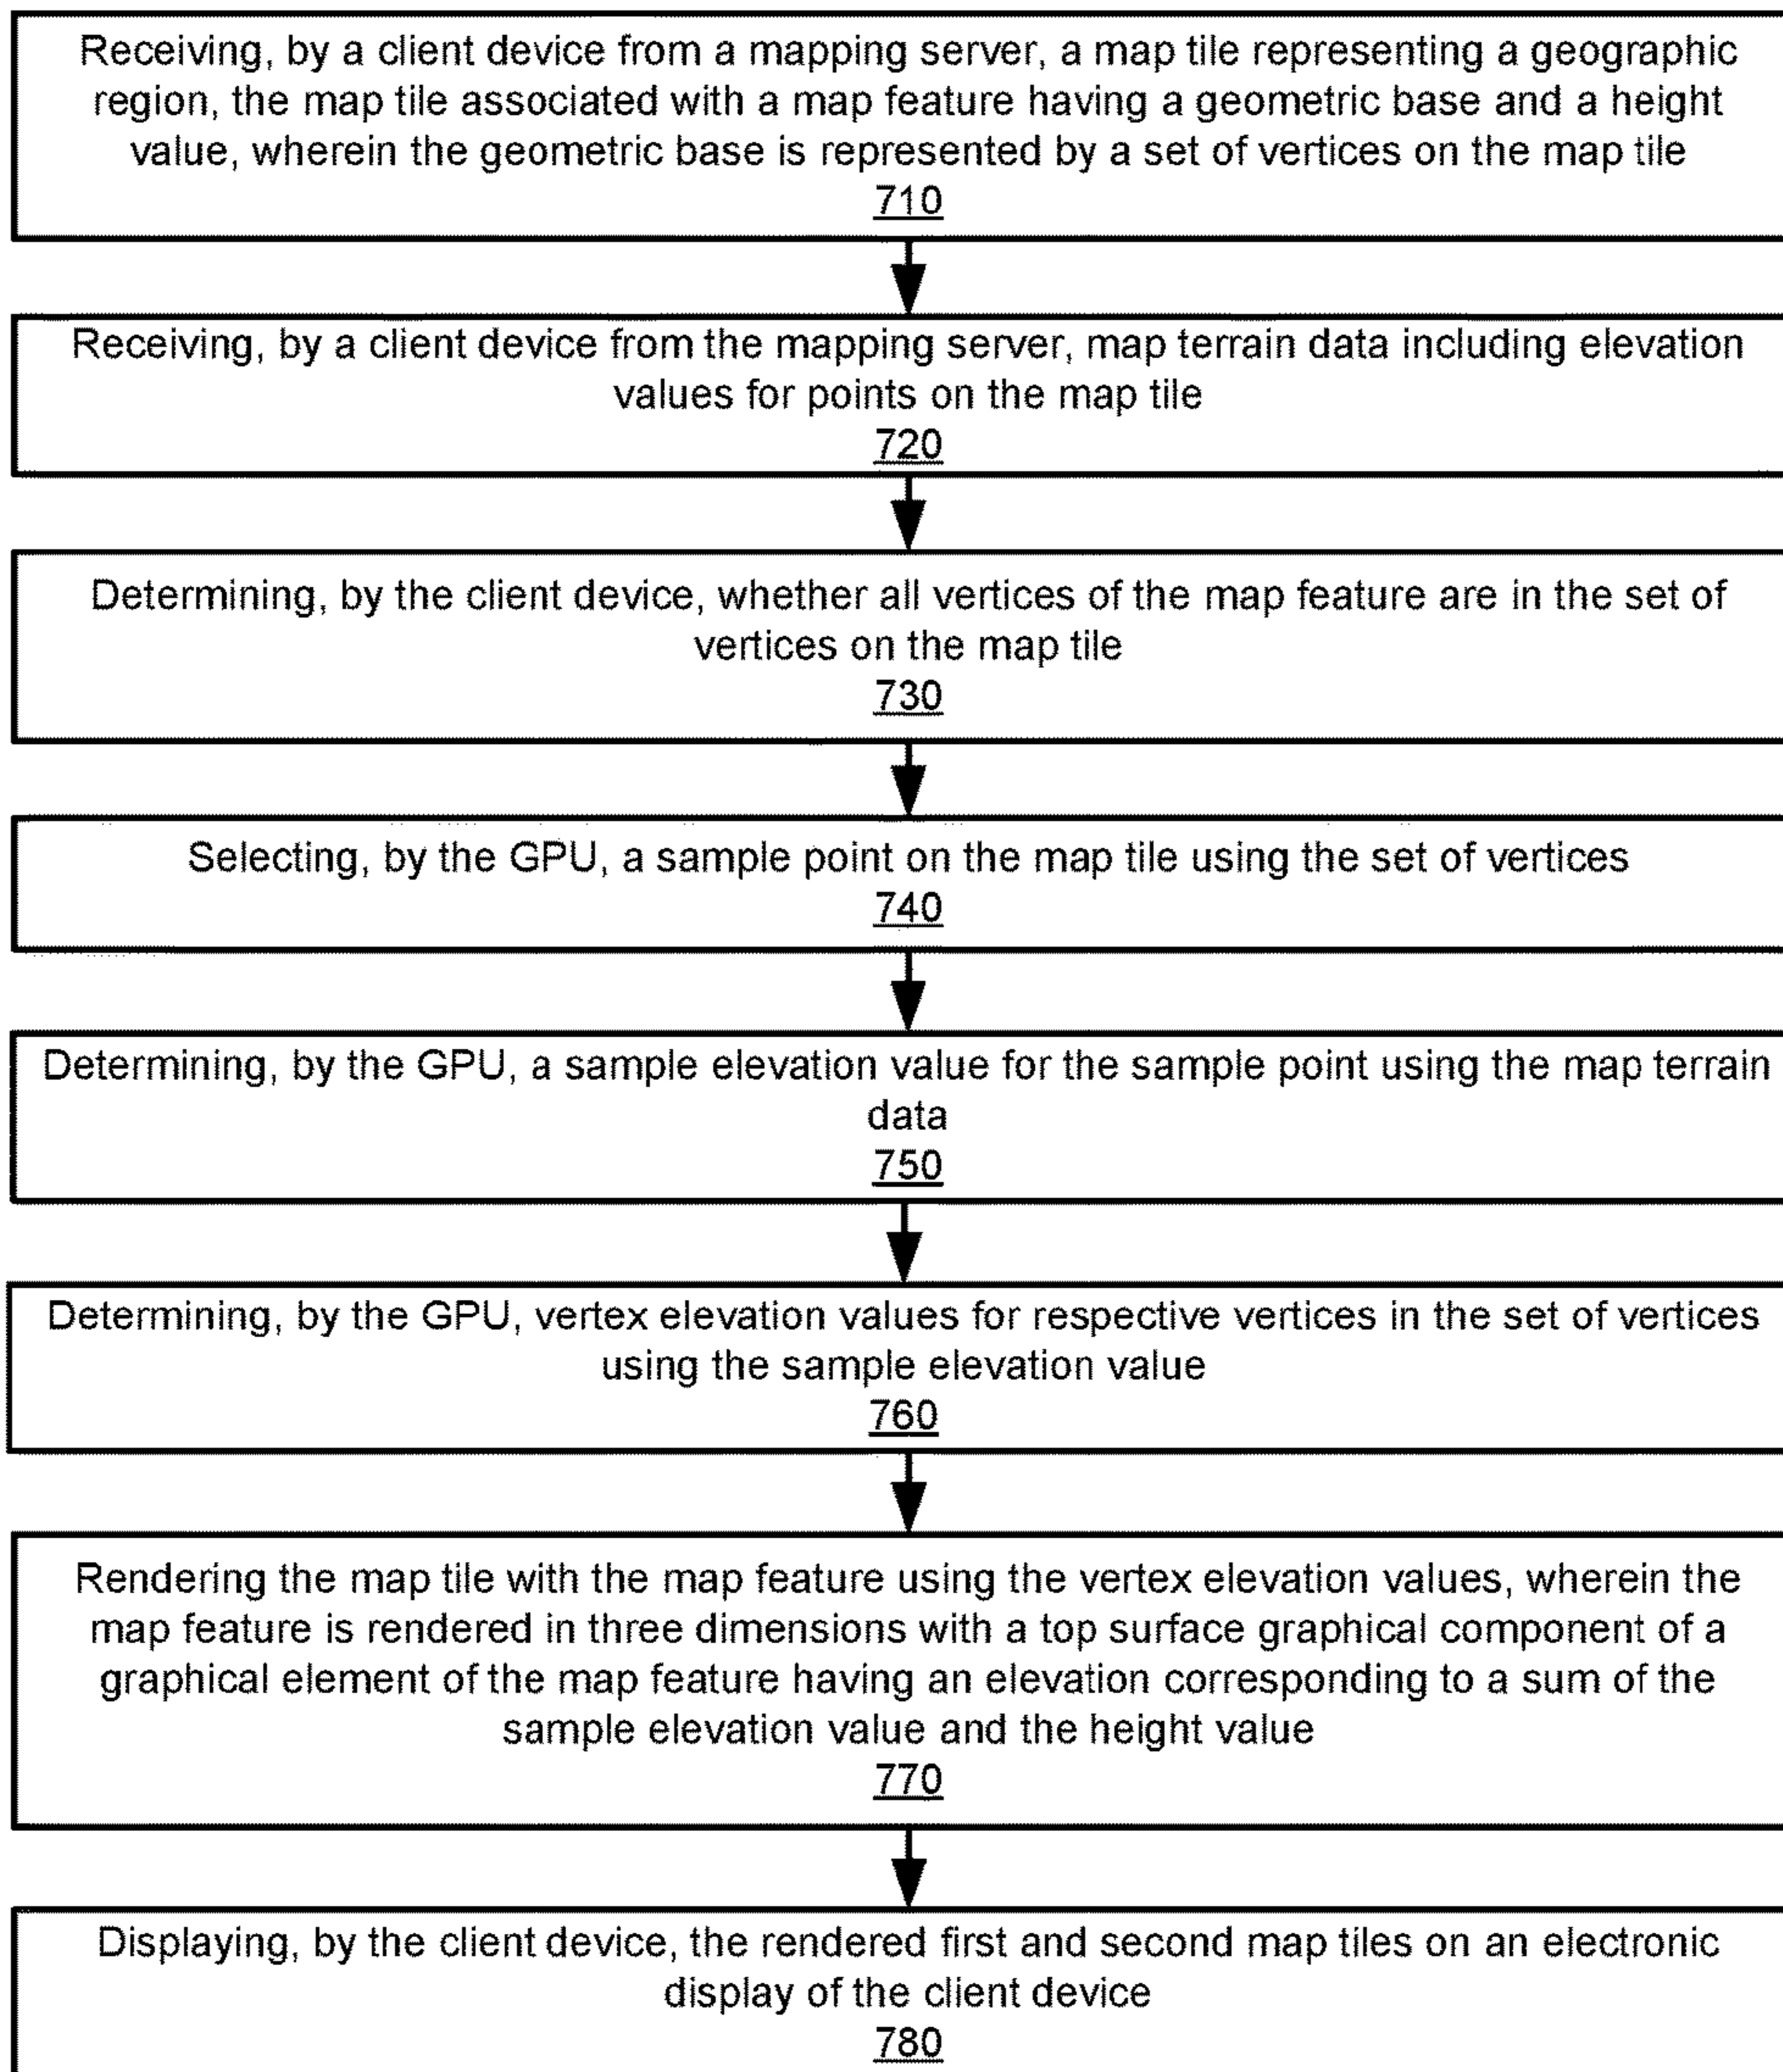 Receiving, by a client device from a mapping server, a map tile representing a geographic
region, the map tile associated with a map feature having a geometric base and a height
value, wherein the geometric base is represented by a set of vertices on the map tile
710
Receiving, by a client device from the mapping server, map terrain data including elevation
values for points on the map tile
720
Determining, by the client device, whether all vertices of the map feature are in the set of
vertices on the map tile
730
Selecting, by the GPU, a sample point on the map tile using the set of vertices
740
Determining, by the GPU, a sample elevation value for the sample point using the map terrain
data
750
Determining, by the GPU, vertex elevation values for respective vertices in the set of vertices
using the sample elevation value
760
Rendering the map tile with the map feature using the vertex elevation values, wherein the
map feature is rendered in three dimensions with a top surface graphical component of a
graphical element of the map feature having an elevation corresponding to a sum of the
sample elevation value and the height value
770
Displaying, by the client device, the rendered first and second map tiles on an electronic
display of the client device
780